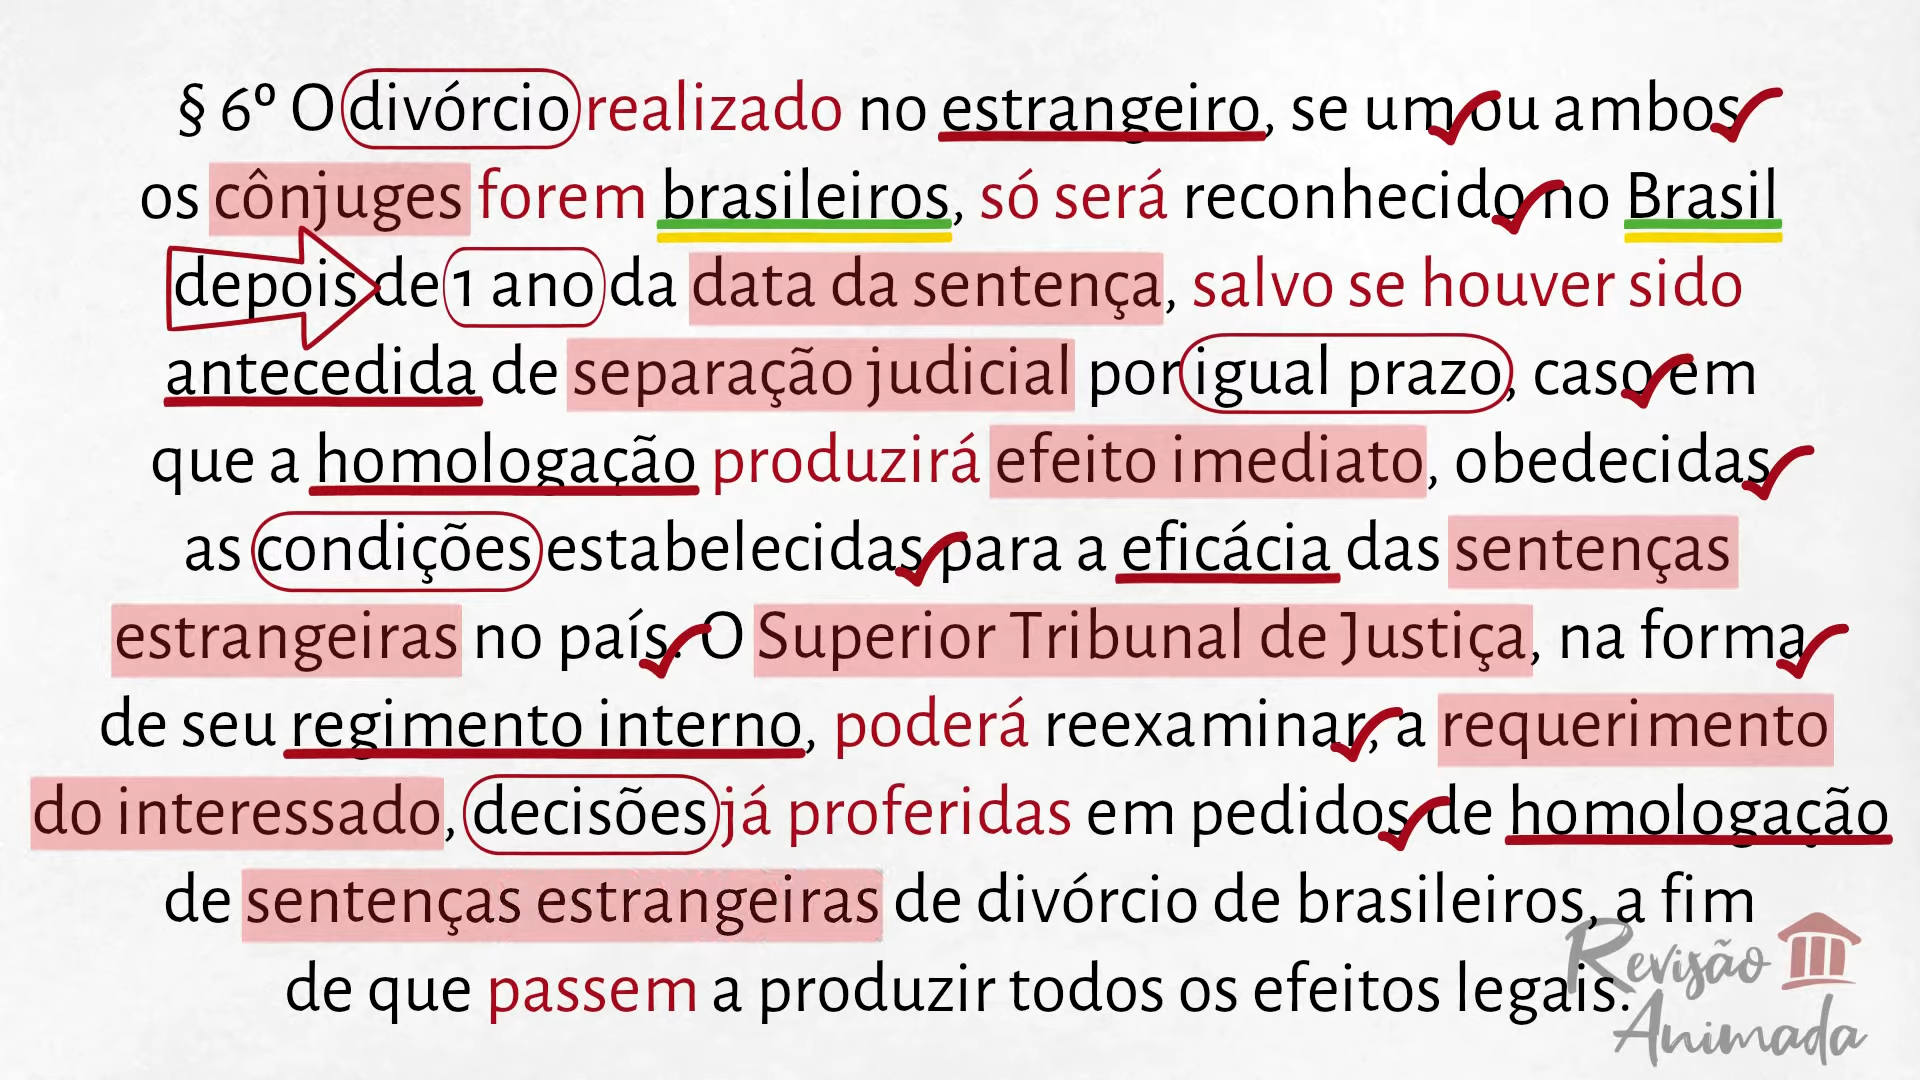 § 6º O divórcio realizado no estrangeiro, se um ou ambos
os cônjuges forem brasileiros, só será reconhecido no Brasil
depois de 1 ano da data da sentença, salvo se houver sido
antecedida de separação judicial por igual prazo, caso em
que a homologação produzirá efeito imediato, obedecidas
as condições estabelecidas para a eficácia das sentenças
estrangeiras no país. O Superior Tribunal de Justiça, na forma
de seu regimento interno, poderá reexaminar, a requerimento
do interessado, decisões já proferidas em pedidos de homologação
de sentenças estrangeiras de divórcio de brasileiros, a fim
de que passem a produzir todos os efeitos legais.
Revisão
Animada